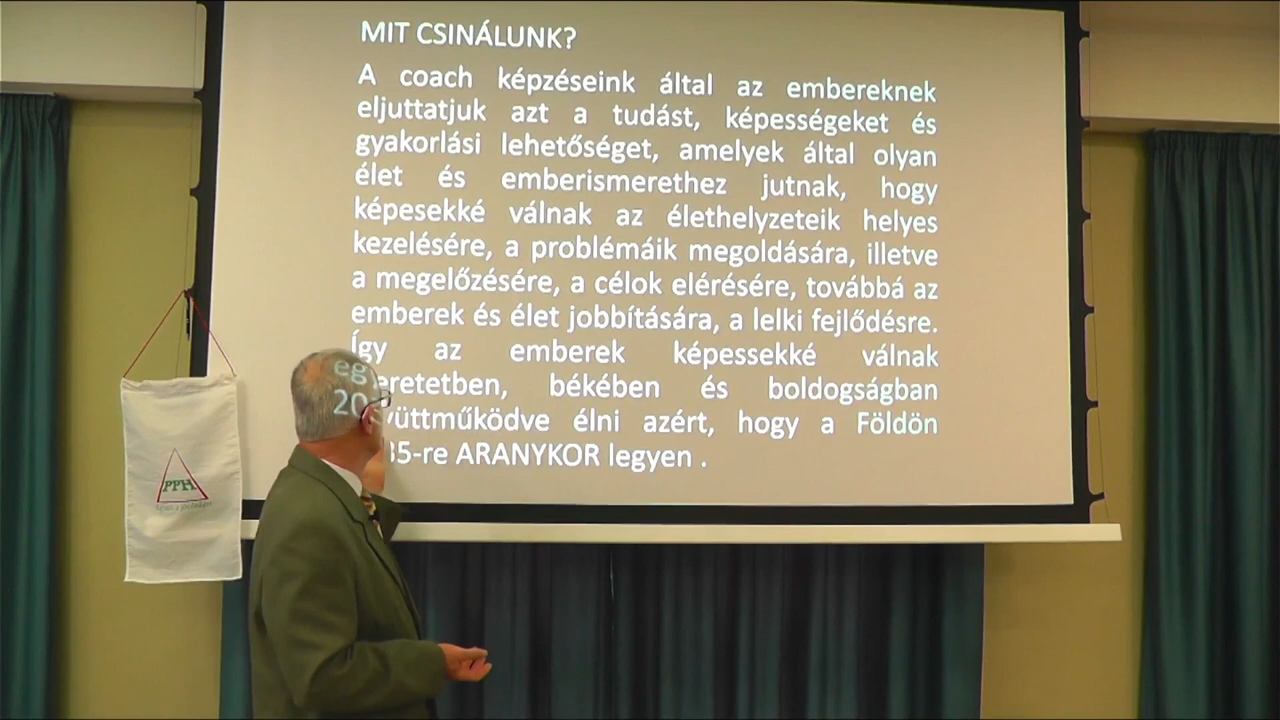 MIT CSINÁLUNK?
A coach képzéseink által az embereknek
eljuttatjuk azt a tudást, képességeket és
gyakorlási lehetőséget, amelyek által olyan
élet és emberismerethez jutnak, hogy
képesekké válnak az élethelyzeteik helyes
kezelésére, a problémáik megoldására, illetve
a megelőzésére, a célok elérésére, továbbá az
emberek és élet jobbítására, a lelki fejlődésre.
Így az emberek képessekké válnak
békében és boldogságban
élni azért, hogy a Földön
ARANYKOR legyen .
PPH